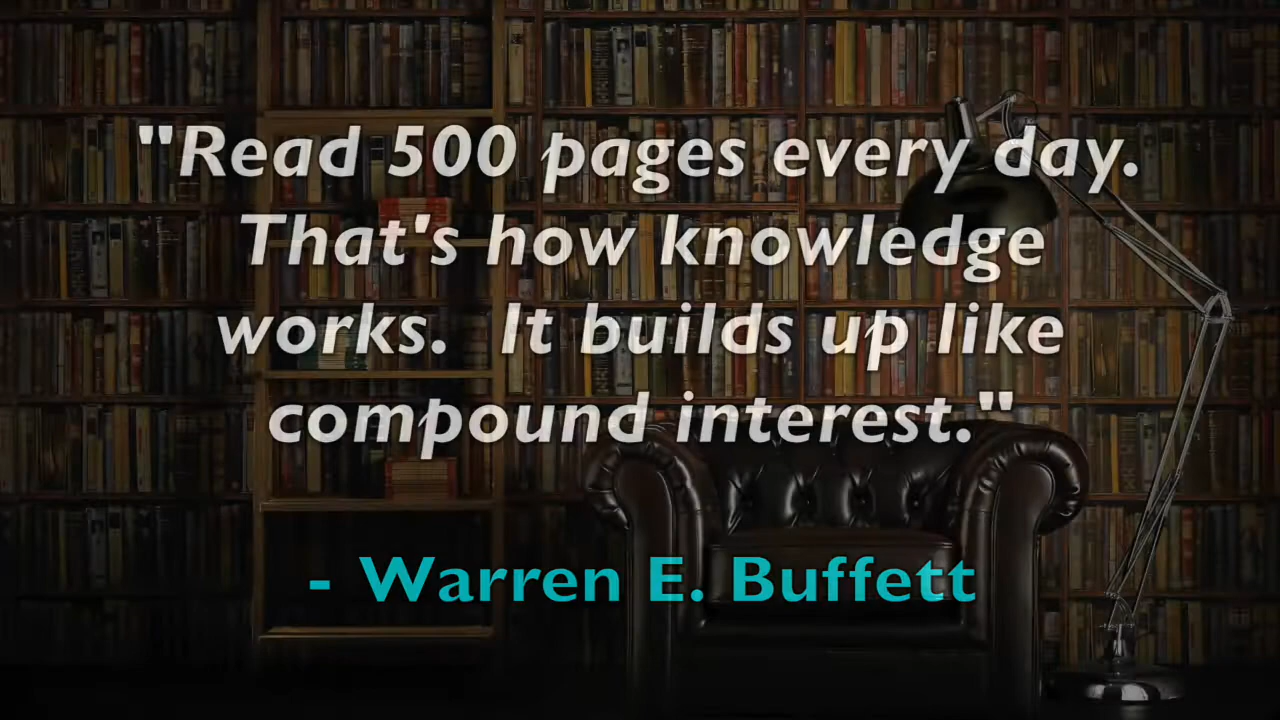 "Read 500 pages every day.
That's how knowledge
works.  It builds up like
compound interest."
- Warren E. Buffett